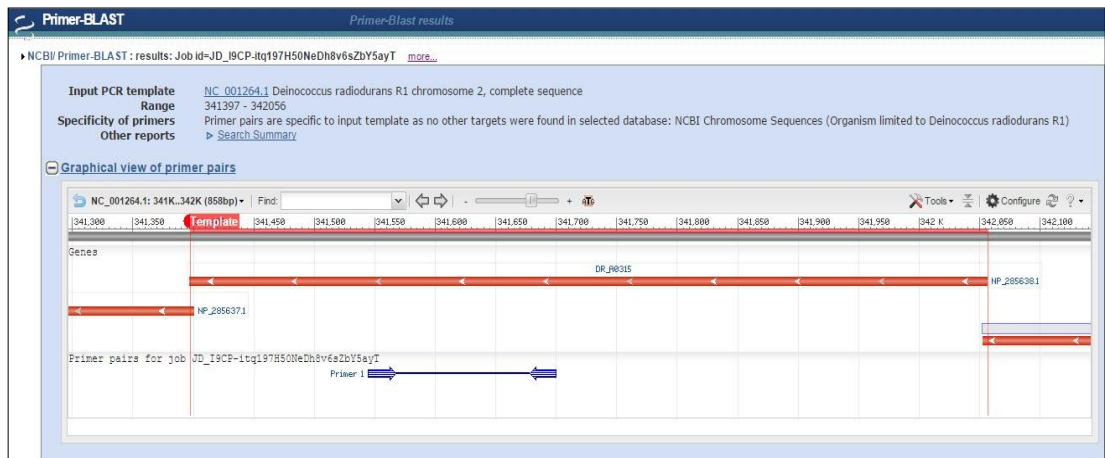 Primer-BLAST Primer-Blast results
NCBI/ Primer-BLAST : results: Job id=JD_I9CP-itq197H50NeDh8v6sZbY5ayT more...
Input PCR template NC_001264.1 Deinococcus radiodurans R1 chromosome 2, complete sequence
Range 341397 - 342056
Specificity of primers Primer pairs are specific to input template as no other targets were found in selected database: NCBI Chromosome Sequences (Organism limited to Deinococcus radiodurans R1)
Other reports Search Summary
Graphical view of primer pairs
NC_001264.1: 341K..342K (858bp) Find: Tools Configure ?
341,300 341,350 Template 341,450 341,500 341,550 341,600 341,650 341,700 341,750 341,800 341,850 341,900 341,950 342 K 342,050 342,100
Genes
DR_A0315
NP_285638.1
NP_285637.1
Primer pairs for job JD_I9CP-itq197H50NeDh8v6sZbY5ayT
Primer 1